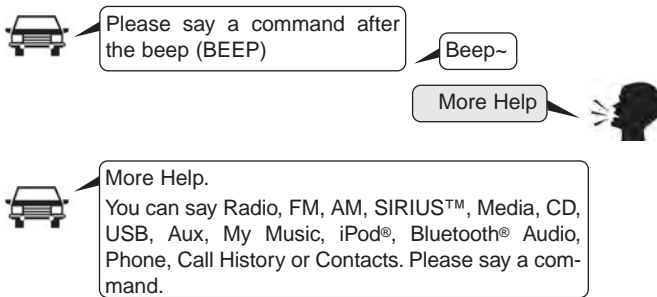 Please say a command after
the beep (BEEP)
Beep~
More Help
More Help.
You can say Radio, FM, AM, SIRIUS™, Media, CD,
USB, Aux, My Music, iPod®, Bluetooth® Audio,
Phone, Call History or Contacts. Please say a com-
mand.